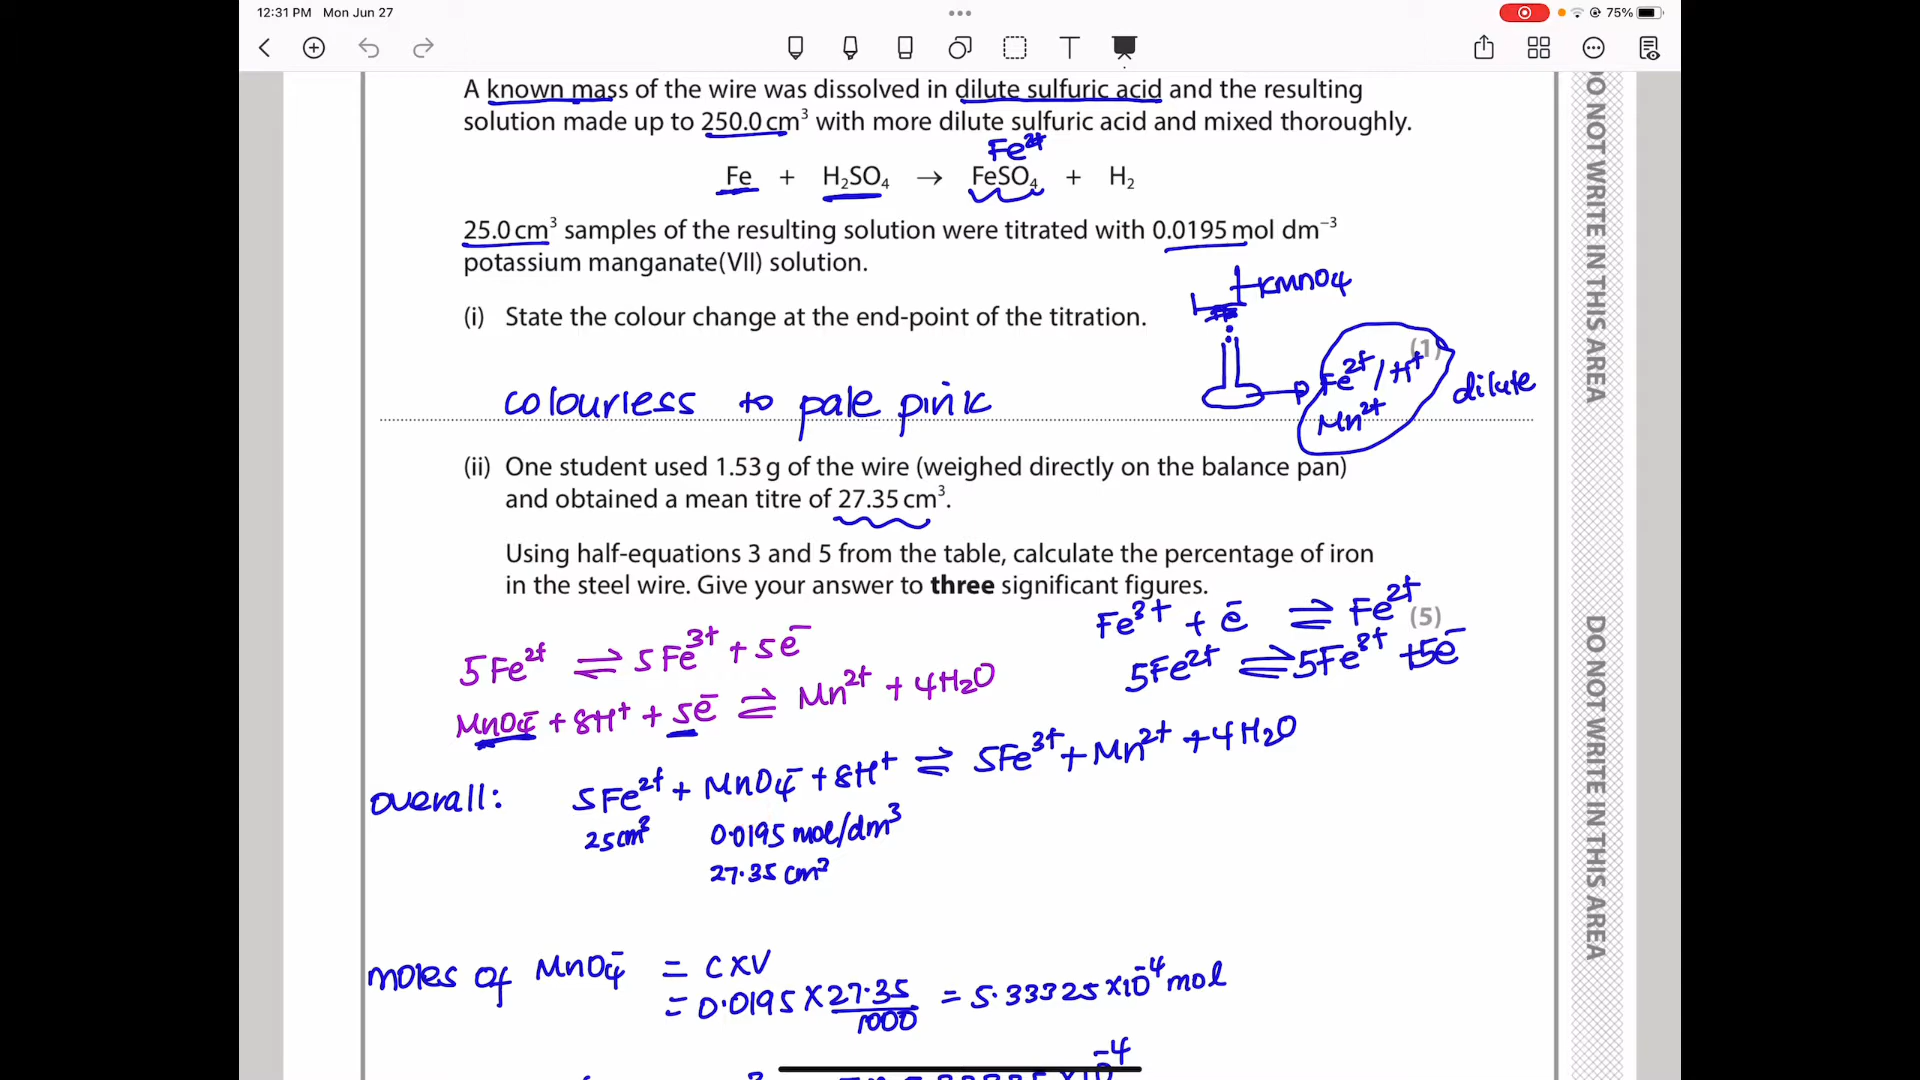 12:31 PM Mon Jun 27
75%
A known mass of the wire was dissolved in dilute sulfuric acid and the resulting
solution made up to 250.0 cm³ with more dilute sulfuric acid and mixed thoroughly.
Fe²⁺
Fe + H₂SO₄ → FeSO₄ + H₂
25.0 cm³ samples of the resulting solution were titrated with 0.0195 mol dm⁻³
potassium manganate(VII) solution.
KMnO₄
(i) State the colour change at the end-point of the titration.
(1)
Fe²⁺/H⁺
Mn²⁺
dilute
colourless to pale pink
(ii) One student used 1.53 g of the wire (weighed directly on the balance pan)
and obtained a mean titre of 27.35 cm³.
Using half-equations 3 and 5 from the table, calculate the percentage of iron
in the steel wire. Give your answer to three significant figures.
(5)
Fe³⁺ + e⁻ ⇌ Fe²⁺
5Fe²⁺ ⇌ 5Fe³⁺ + 5e⁻
5Fe²⁺ ⇌ 5Fe³⁺ + 5e⁻
MnO₄⁻ + 8H⁺ + 5e⁻ ⇌ Mn²⁺ + 4H₂O
overall: 5Fe²⁺ + MnO₄⁻ + 8H⁺ ⇌ 5Fe³⁺ + Mn²⁺ + 4H₂O
25cm³ 0.0195 mol/dm³
27.35 cm³
moles of MnO₄⁻ = C×V
= 0.0195 × 27.35/1000 = 5.33325 × 10⁻⁴ mol
DO NOT WRITE IN THIS AREA
DO NOT WRITE IN THIS AREA